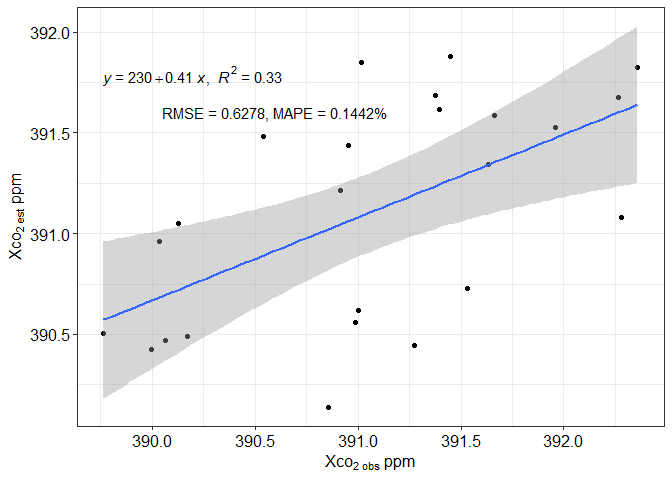 392.0
y = 230 + 0.41 x, R² = 0.33
RMSE = 0.6278, MAPE = 0.1442%
391.5
391.0
390.5
Xco₂ est ppm
390.0 390.5 391.0 391.5 392.0
Xco₂ obs ppm